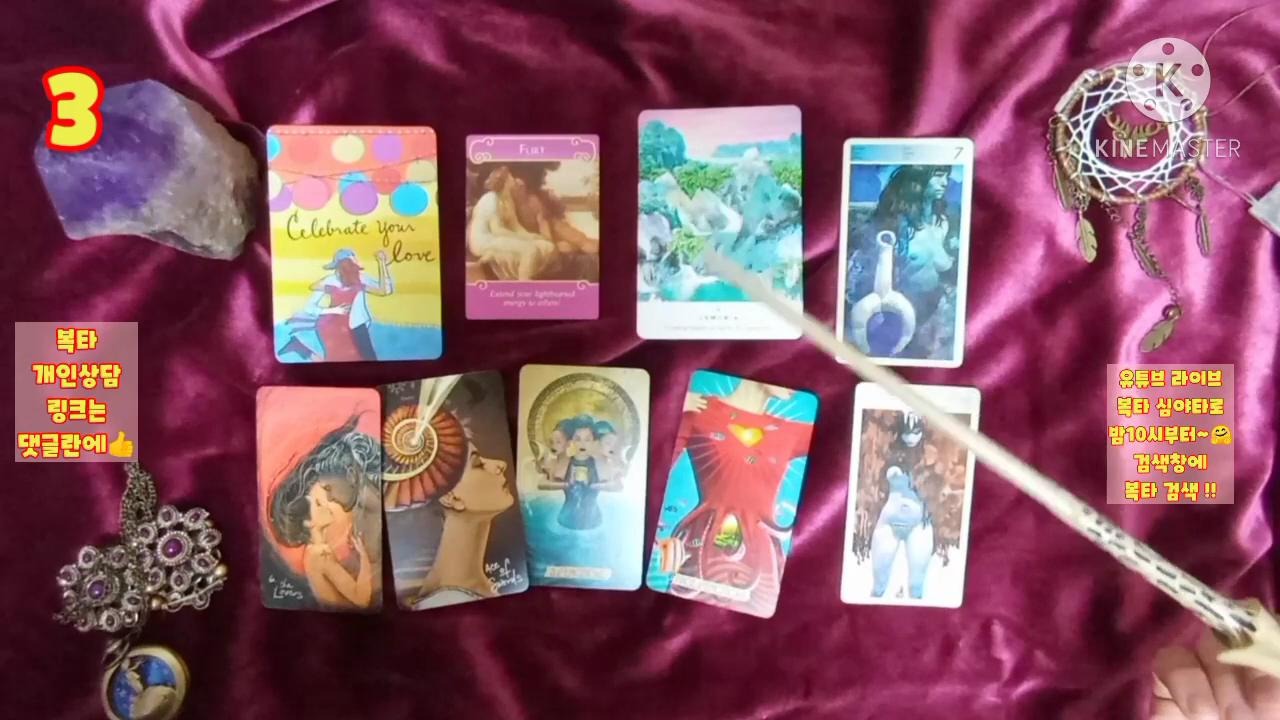 3
KINEMASTER
Celebrate your
love
FLIRT
Extend your lighthearted
energy to others!
LEMURIA
7
복타
개인상담
링크는
댓글란에👍
유튜브 라이브
복타 심야타로
밤10시부터~🤗
검색창에
복타 검색 !!
6 the
Lovers
Ace of
Swords